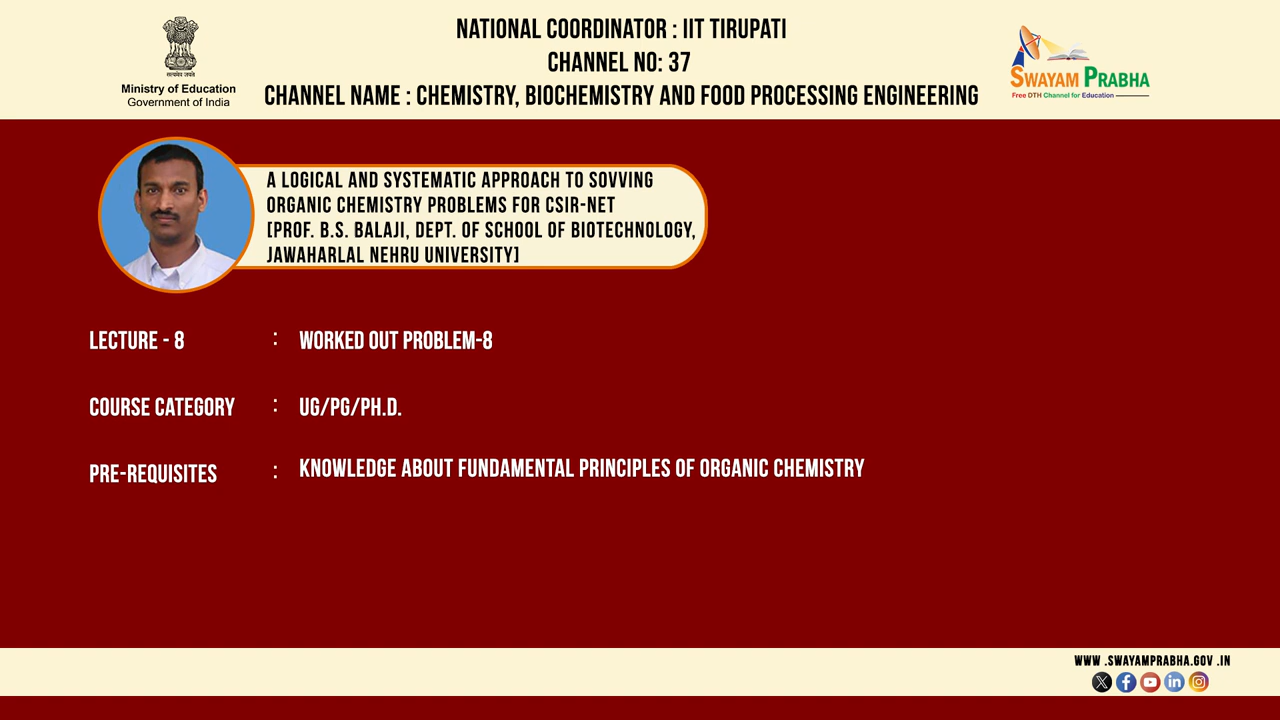 सत्यमेव जयते
Ministry of Education
Government of India
NATIONAL COORDINATOR : IIT TIRUPATI
CHANNEL NO: 37
CHANNEL NAME : CHEMISTRY, BIOCHEMISTRY AND FOOD PROCESSING ENGINEERING
SWAYAM PRABHA
Free DTH Channel for Education
A LOGICAL AND SYSTEMATIC APPROACH TO SOVVING
ORGANIC CHEMISTRY PROBLEMS FOR CSIR-NET
[PROF. B.S. BALAJI, DEPT. OF SCHOOL OF BIOTECHNOLOGY,
JAWAHARLAL NEHRU UNIVERSITY]
LECTURE - 8 : WORKED OUT PROBLEM-8
COURSE CATEGORY : UG/PG/PH.D.
PRE-REQUISITES : KNOWLEDGE ABOUT FUNDAMENTAL PRINCIPLES OF ORGANIC CHEMISTRY
WWW .SWAYAMPRABHA.GOV .IN